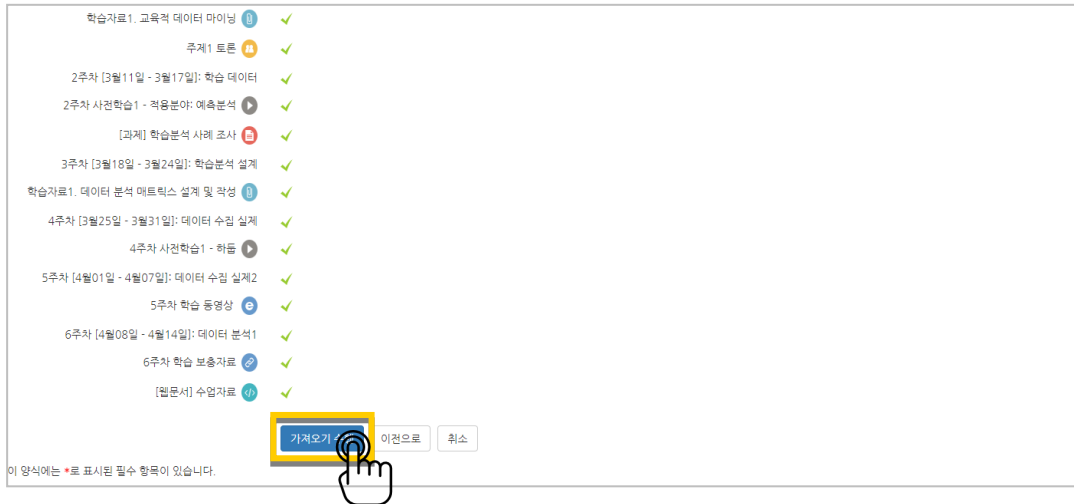 학습자료1. 교육적 데이터 마이닝
주제1 토론
2주차 [3월11일 - 3월17일]: 학습 데이터
2주차 사전학습1 - 적용분야: 예측분석
[과제] 학습분석 사례 조사
3주차 [3월18일 - 3월24일]: 학습분석 설계
학습자료1. 데이터 분석 매트릭스 설계 및 작성
4주차 [3월25일 - 3월31일]: 데이터 수집 실제
4주차 사전학습1 - 하둡
5주차 [4월01일 - 4월07일]: 데이터 수집 실제2
5주차 학습 동영상
6주차 [4월08일 - 4월14일]: 데이터 분석1
6주차 학습 보충자료
[웹문서] 수업자료
가져오기 이전으로 취소
이 양식에는 *로 표시된 필수 항목이 있습니다.